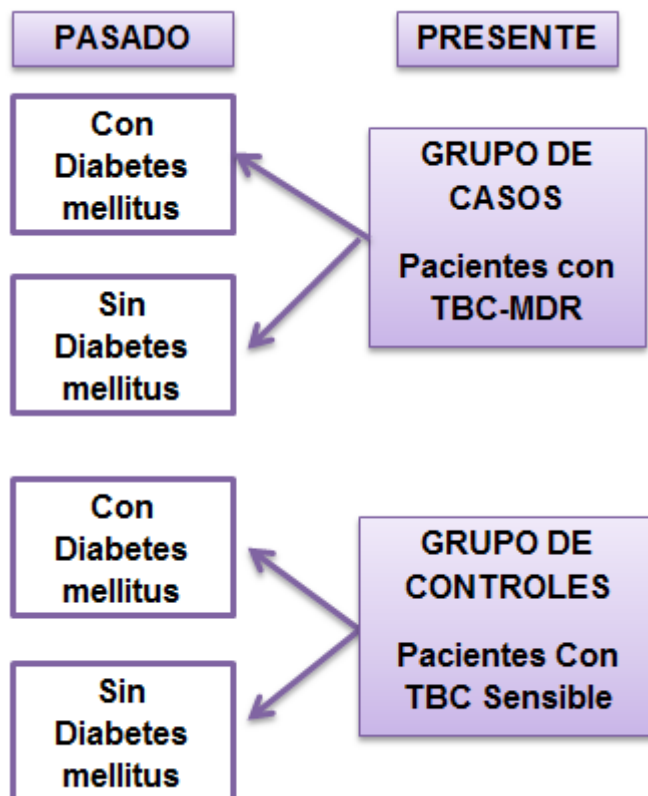 PASADO
PRESENTE
Con
Diabetes
mellitus
Sin
Diabetes
mellitus
GRUPO DE
CASOS
Pacientes con
TBC-MDR
Con
Diabetes
mellitus
Sin
Diabetes
mellitus
GRUPO DE
CONTROLES
Pacientes Con
TBC Sensible